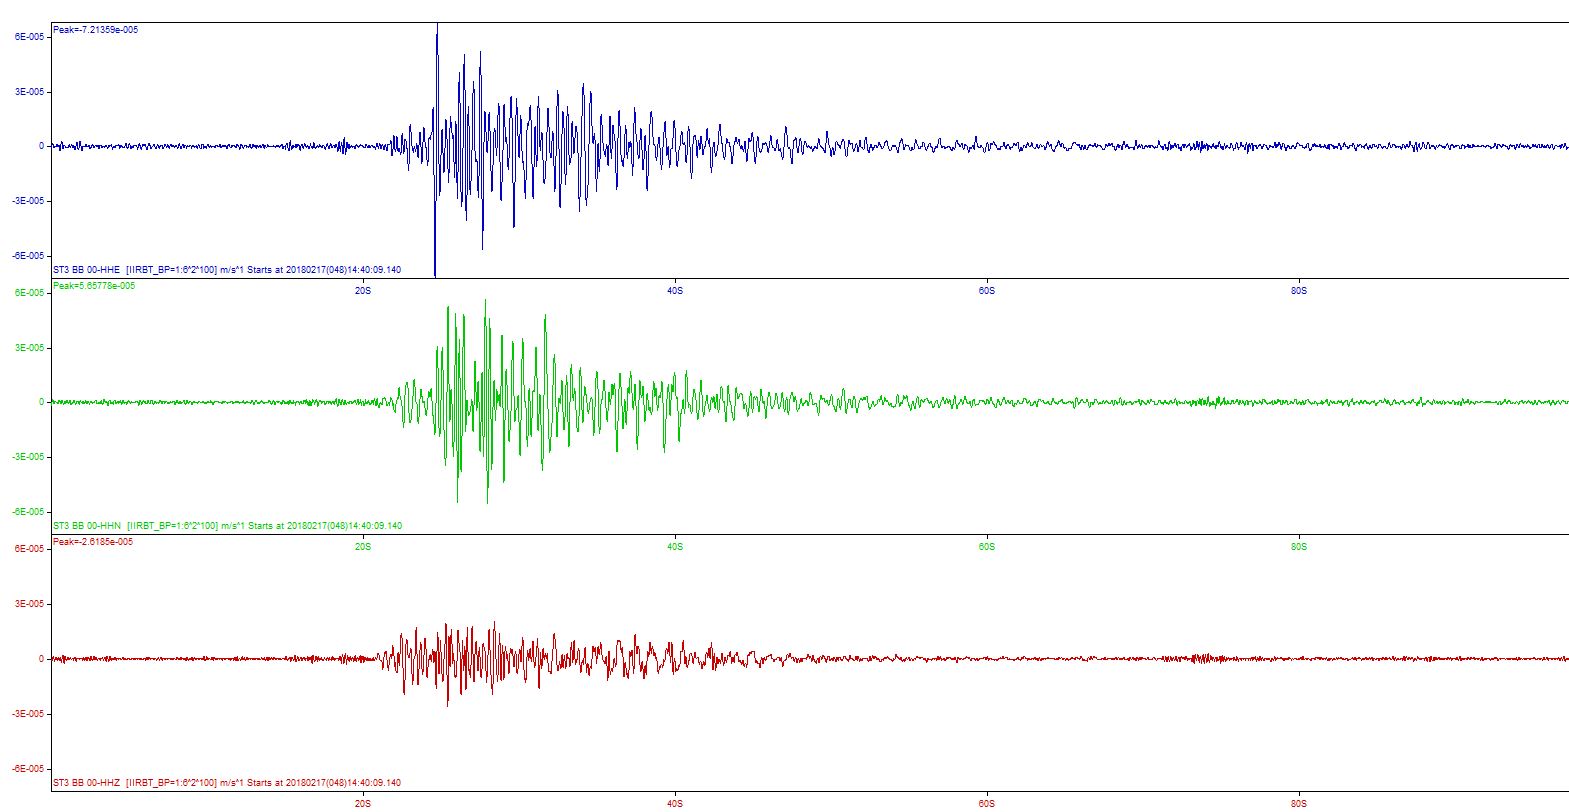 Peak=-7.21359e-005
6E-005
3E-005
0
-3E-005
-6E-005
ST3 BB 00-HHE [IIRBT_BP=1:6^2^100] m/s^1 Starts at 20180217(048)14:40:09.140
20S 40S 60S 80S
Peak=5.65778e-005
6E-005
3E-005
0
-3E-005
-6E-005
ST3 BB 00-HHN [IIRBT_BP=1:6^2^100] m/s^1 Starts at 20180217(048)14:40:09.140
20S 40S 60S 80S
Peak=-2.6185e-005
6E-005
3E-005
0
-3E-005
-6E-005
ST3 BB 00-HHZ [IIRBT_BP=1:6^2^100] m/s^1 Starts at 20180217(048)14:40:09.140
20S 40S 60S 80S